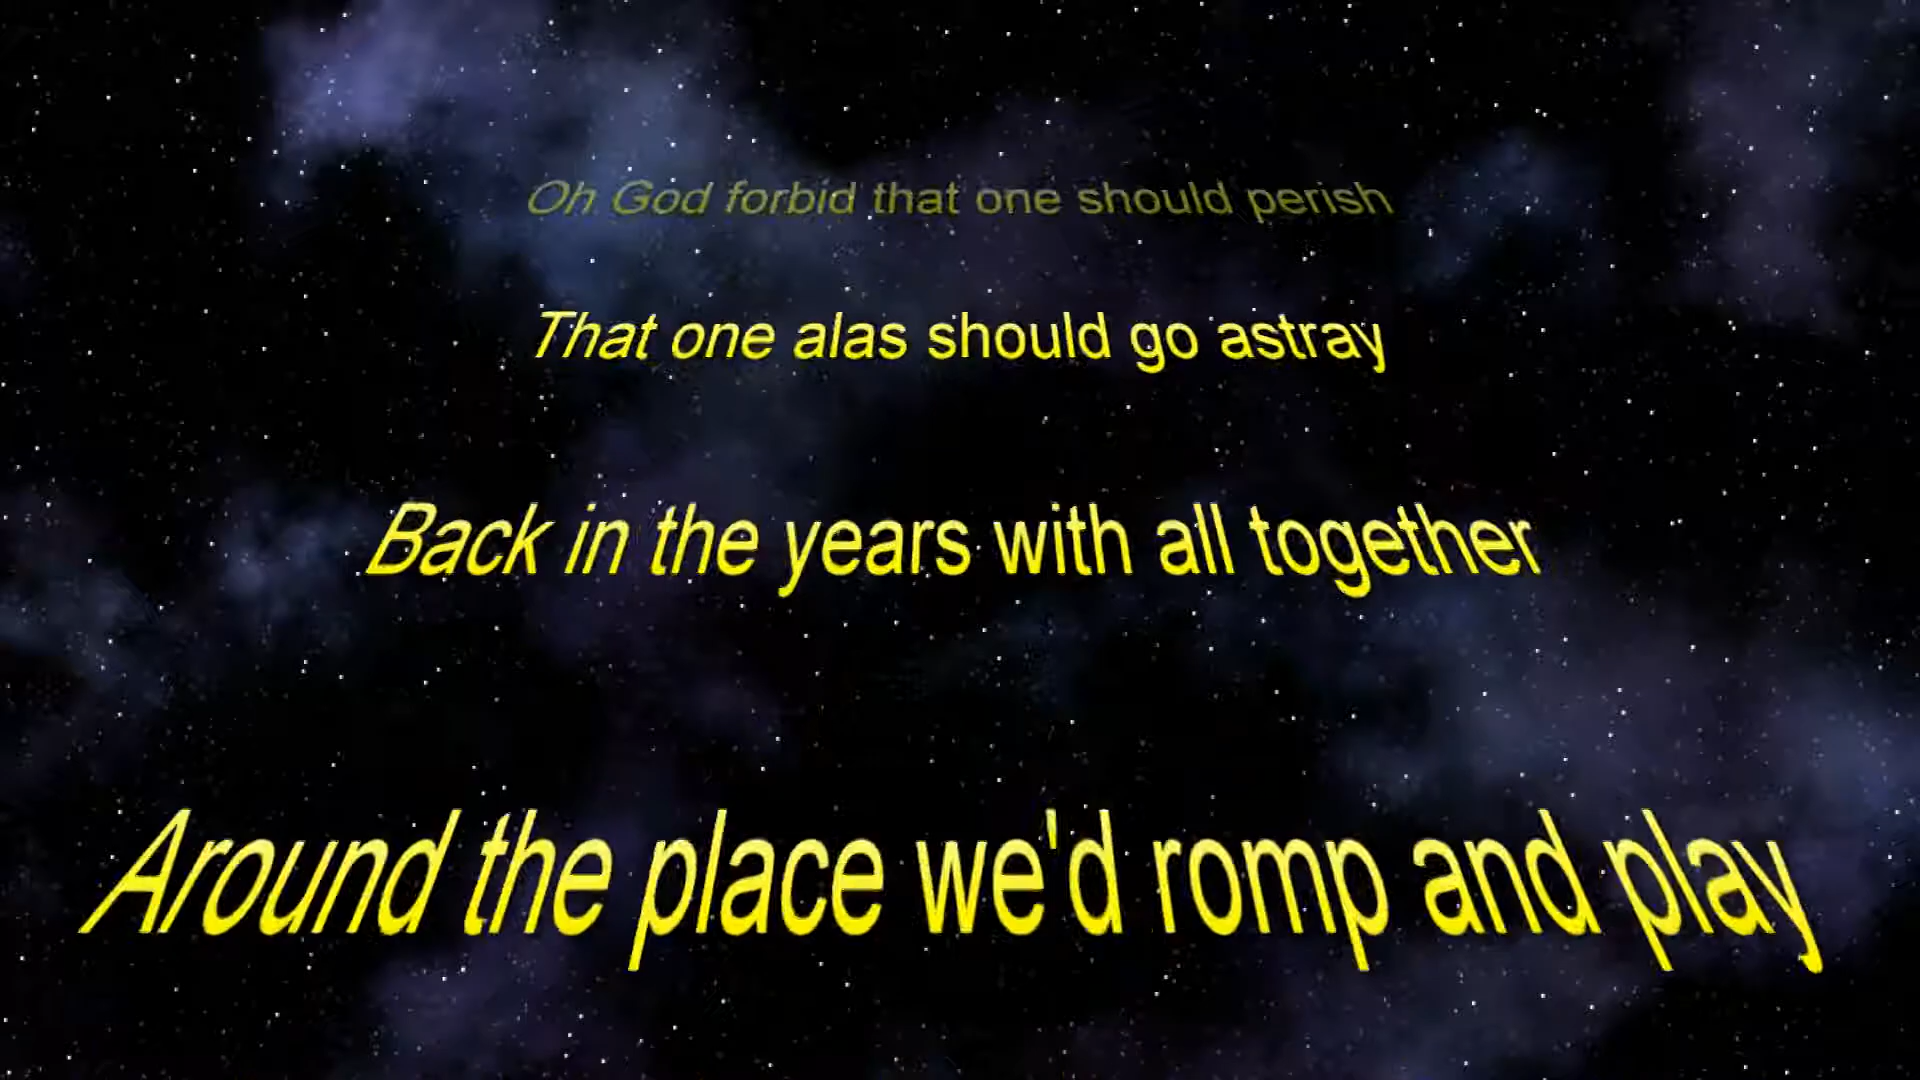 Oh God forbid that one should perish
That one alas should go astray
Back in the years with all together
Around the place we'd romp and play